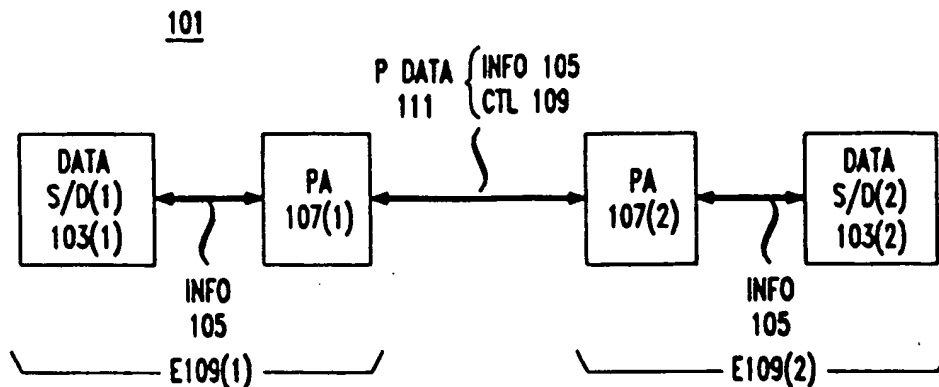 101
P DATA
111
INFO 105
CTL 109
DATA
S/D(1)
103(1)
PA
107(1)
PA
107(2)
DATA
S/D(2)
103(2)
INFO
105
INFO
105
E109(1)
E109(2)